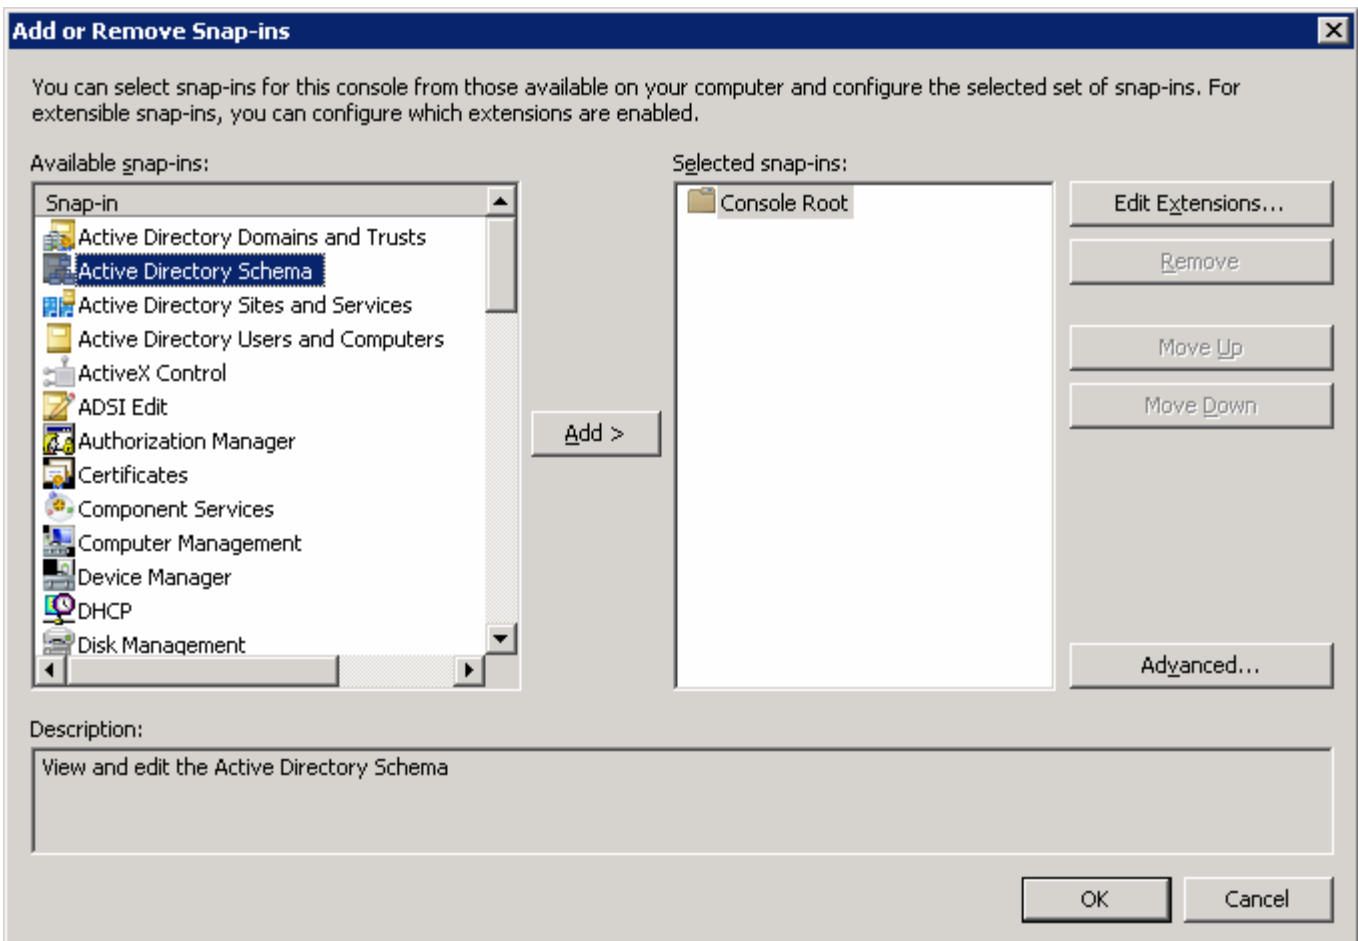 Add or Remove Snap-ins
You can select snap-ins for this console from those available on your computer and configure the selected set of snap-ins. For
extensible snap-ins, you can configure which extensions are enabled.
Available snap-ins:
Snap-in
Active Directory Domains and Trusts
Active Directory Schema
Active Directory Sites and Services
Active Directory Users and Computers
ActiveX Control
ADSI Edit
Authorization Manager
Certificates
Component Services
Computer Management
Device Manager
DHCP
Disk Management
Add >
Selected snap-ins:
Console Root
Edit Extensions...
Remove
Move Up
Move Down
Advanced...
Description:
View and edit the Active Directory Schema
OK
Cancel